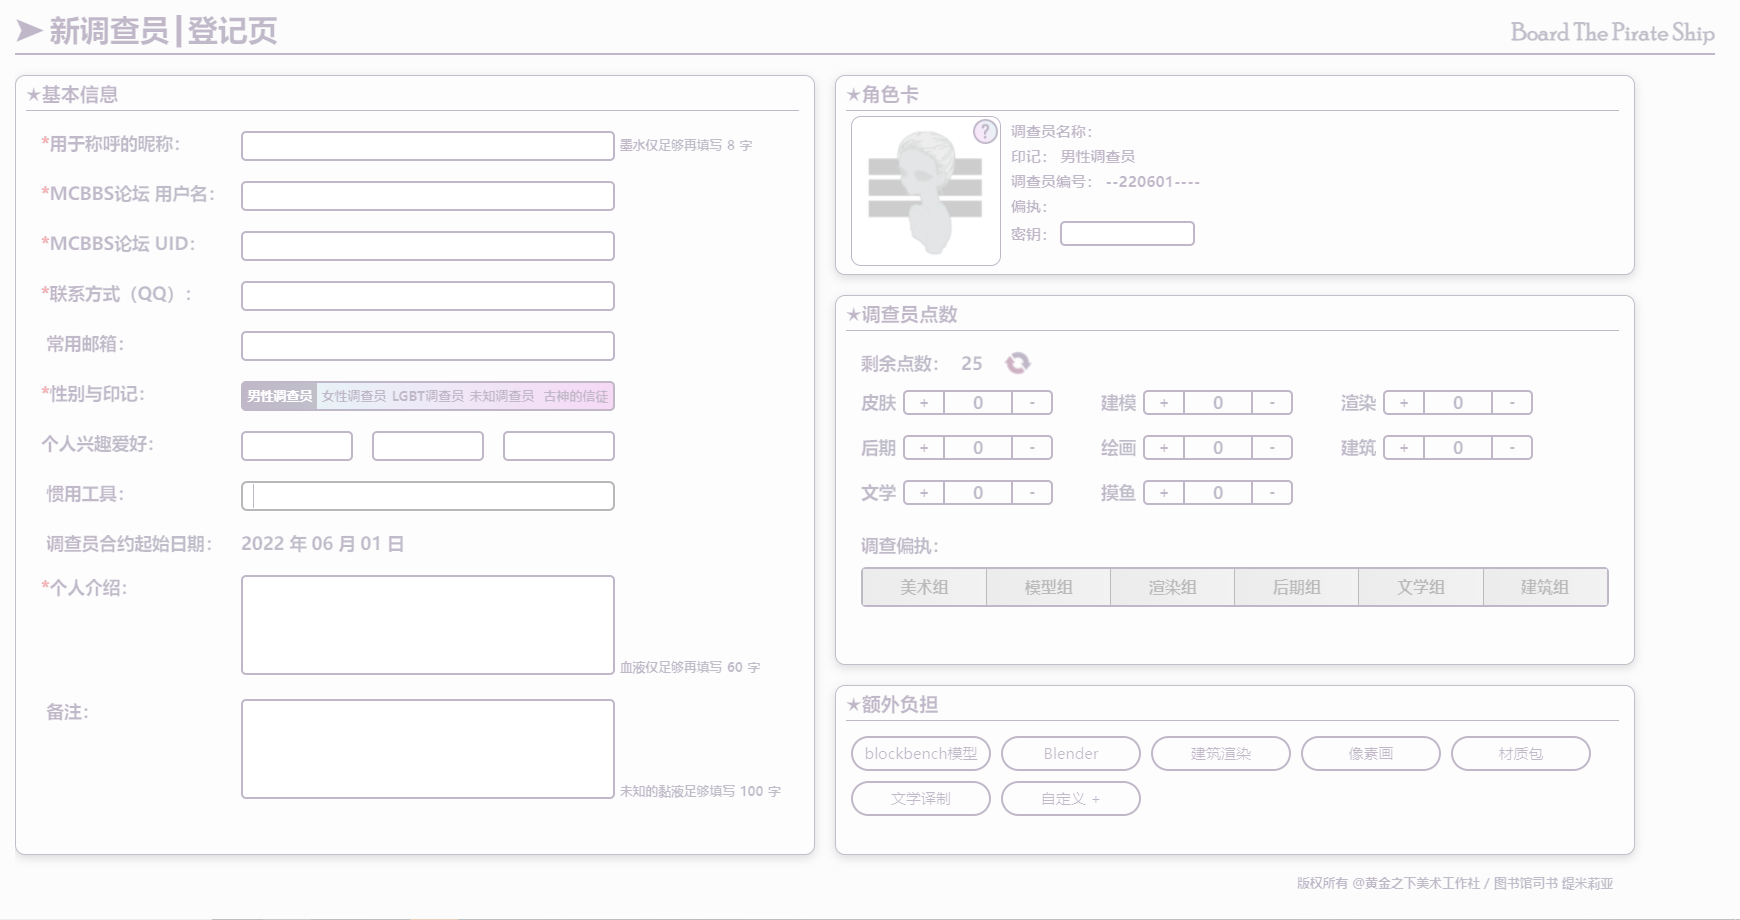 ➤ 新调查员|登记页
Board The Pirate Ship
★基本信息
*用于称呼的昵称：
墨水仅足够再填写 8 字
*MCBBS论坛 用户名：
*MCBBS论坛 UID：
*联系方式（QQ）：
常用邮箱：
*性别与印记：
男性调查员 女性调查员 LGBT调查员 未知调查员 古神的信徒
个人兴趣爱好：
惯用工具：
调查员合约起始日期： 2022 年 06 月 01 日
*个人介绍：
血液仅足够再填写 60 字
备注：
未知的黏液足够填写 100 字
★角色卡
?
调查员名称：
印记： 男性调查员
调查员编号： --220601----
偏执：
密钥：
★调查员点数
剩余点数： 25
皮肤 + 0 - 建模 + 0 - 渲染 + 0 -
后期 + 0 - 绘画 + 0 - 建筑 + 0 -
文学 + 0 - 摸鱼 + 0 -
调查偏执：
美术组 模型组 渲染组 后期组 文学组 建筑组
★额外负担
blockbench模型 Blender 建筑渲染 像素画 材质包
文学译制 自定义 +
版权所有 @黄金之下美术工作社 / 图书馆司书 缇米莉亚